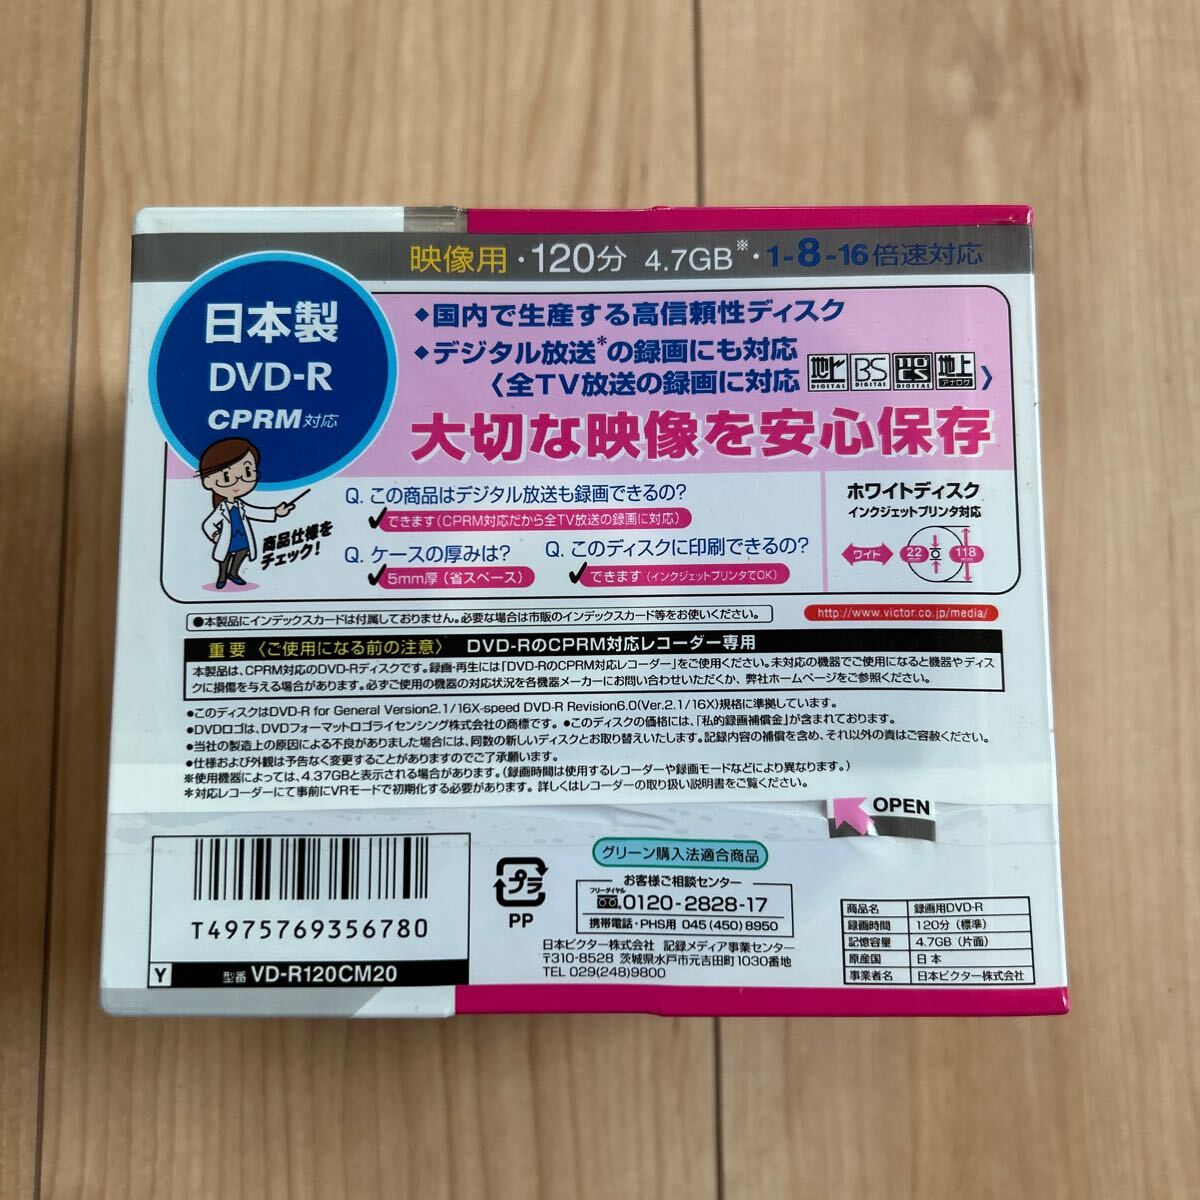 映像用・120分 4.7GB※・1-8-16倍速対応
日本製
DVD-R
CPRM対応
◆国内で生産する高信頼性ディスク
◆デジタル放送*の録画にも対応
〈全TV放送の録画に対応 地上 DIGITAL BS DIGITAL 110 CS DIGITAL 地上 アナログ〉
大切な映像を安心保存
商品仕様を
チェック!
Q. この商品はデジタル放送も録画できるの?
✓できます(CPRM対応だから全TV放送の録画に対応)
Q. ケースの厚みは?
✓5mm厚(省スペース)
Q. このディスクに印刷できるの?
✓できます(インクジェットプリンタでOK)
ホワイトディスク
インクジェットプリンタ対応
ワイド 22mm 118mm
●本製品にインデックスカードは付属しておりません。必要な場合は市販のインデックスカード等をお使いください。
http://www.victor.co.jp/media/
重要〈ご使用になる前の注意〉 DVD-RのCPRM対応レコーダー専用
本製品は、CPRM対応のDVD-Rディスクです。録画・再生には「DVD-RのCPRM対応レコーダー」をご使用ください。未対応の機器でご使用になると機器やディス
クに損傷を与える場合があります。必ずご使用の機器の対応状況を各機器メーカーにお問い合わせいただくか、弊社ホームページをご参照ください。
●このディスクはDVD-R for General Version2.1/16X-speed DVD-R Revision6.0(Ver.2.1/16X)規格に準拠しています。
●DVDロゴは、DVDフォーマットロゴライセンシング株式会社の商標です。●このディスクの価格には、「私的録画補償金」が含まれております。
●当社の製造上の原因による不良がありました場合には、同数の新しいディスクとお取り替えいたします。記録内容の補償を含め、それ以外の責はご容赦ください。
●仕様および外観は予告なく変更することがありますのでご了承願います。
※使用機器によっては、4.37GBと表示される場合があります。(録画時間は使用するレコーダーや録画モードなどにより異なります。)
*対応レコーダーにて事前にVRモードで初期化する必要があります。詳しくはレコーダーの取り扱い説明書をご覧ください。
OPEN
T4975769356780
Y 型番 VD-R120CM20
プラ
PP
グリーン購入法適合商品
お客様ご相談センター
フリーダイヤル 0120-2828-17
携帯電話・PHS用 045(450)8950
日本ビクター株式会社 記録メディア事業センター
〒310-8528 茨城県水戸市元吉田町1030番地
TEL 029(248)9800
商品名 録画用DVD-R
録画時間 120分(標準)
記憶容量 4.7GB(片面)
原産国 日本
事業者名 日本ビクター株式会社